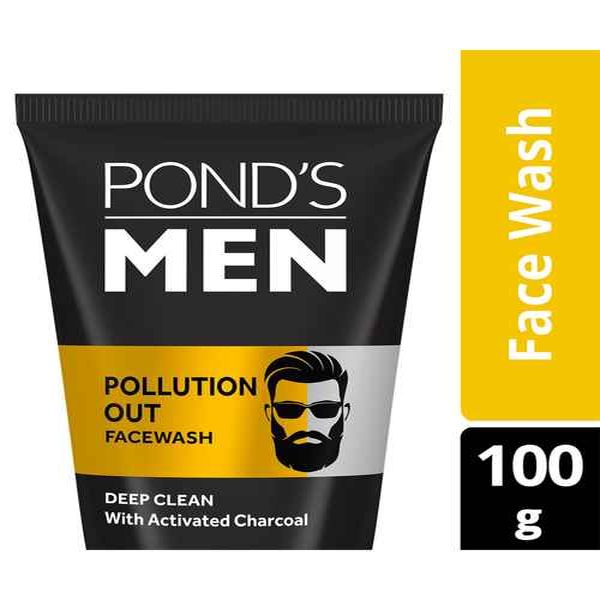 POND'S
MEN
POLLUTION
OUT
FACEWASH
DEEP CLEAN
With Activated Charcoal
Face Wash
100
g